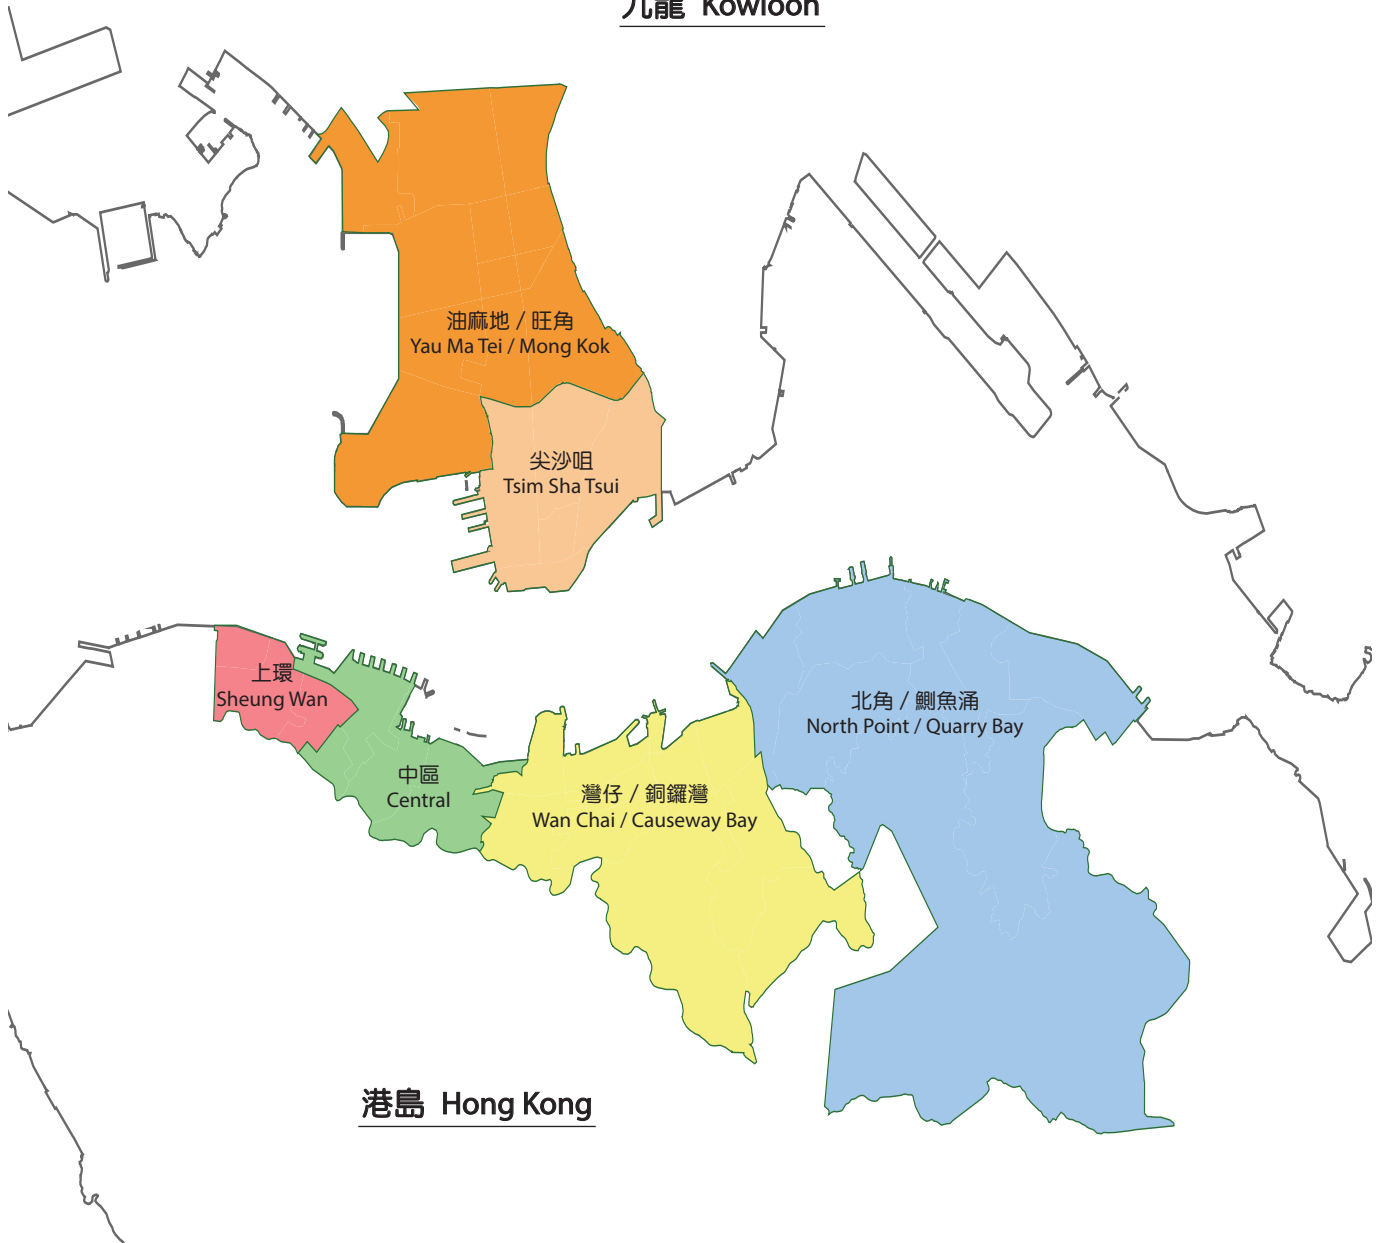 九龍 Kowloon
油麻地 / 旺角
Yau Ma Tei / Mong Kok
尖沙咀
Tsim Sha Tsui
上環
Sheung Wan
中區
Central
灣仔 / 銅鑼灣
Wan Chai / Causeway Bay
北角 / 鰂魚涌
North Point / Quarry Bay
港島 Hong Kong